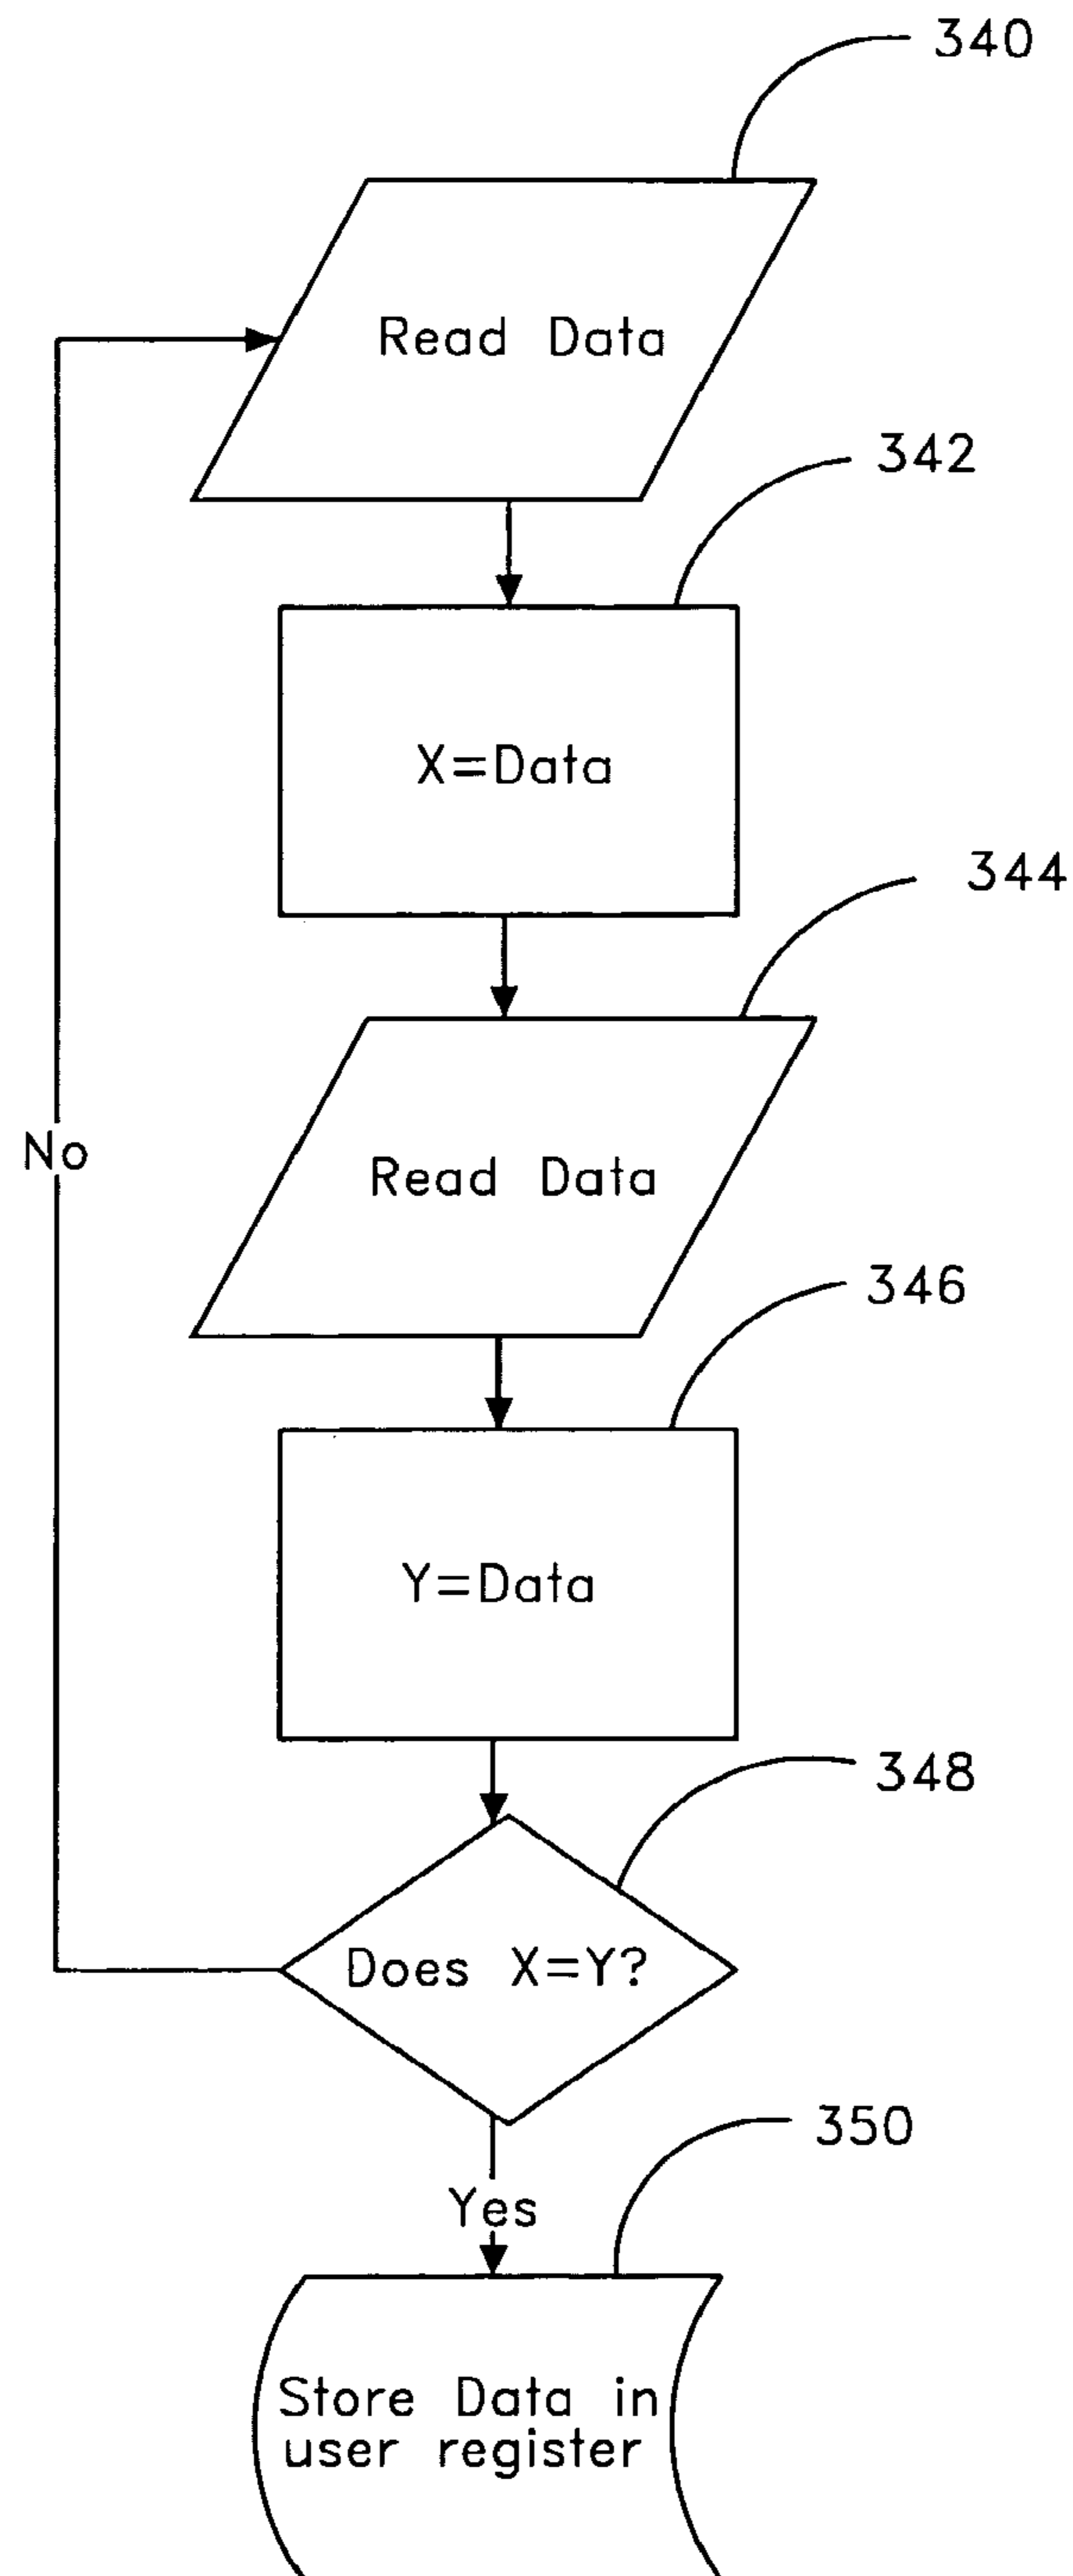 340
Read Data
342
X=Data
344
Read Data
No
346
Y=Data
348
Does X=Y?
350
Yes
Store Data in
user register